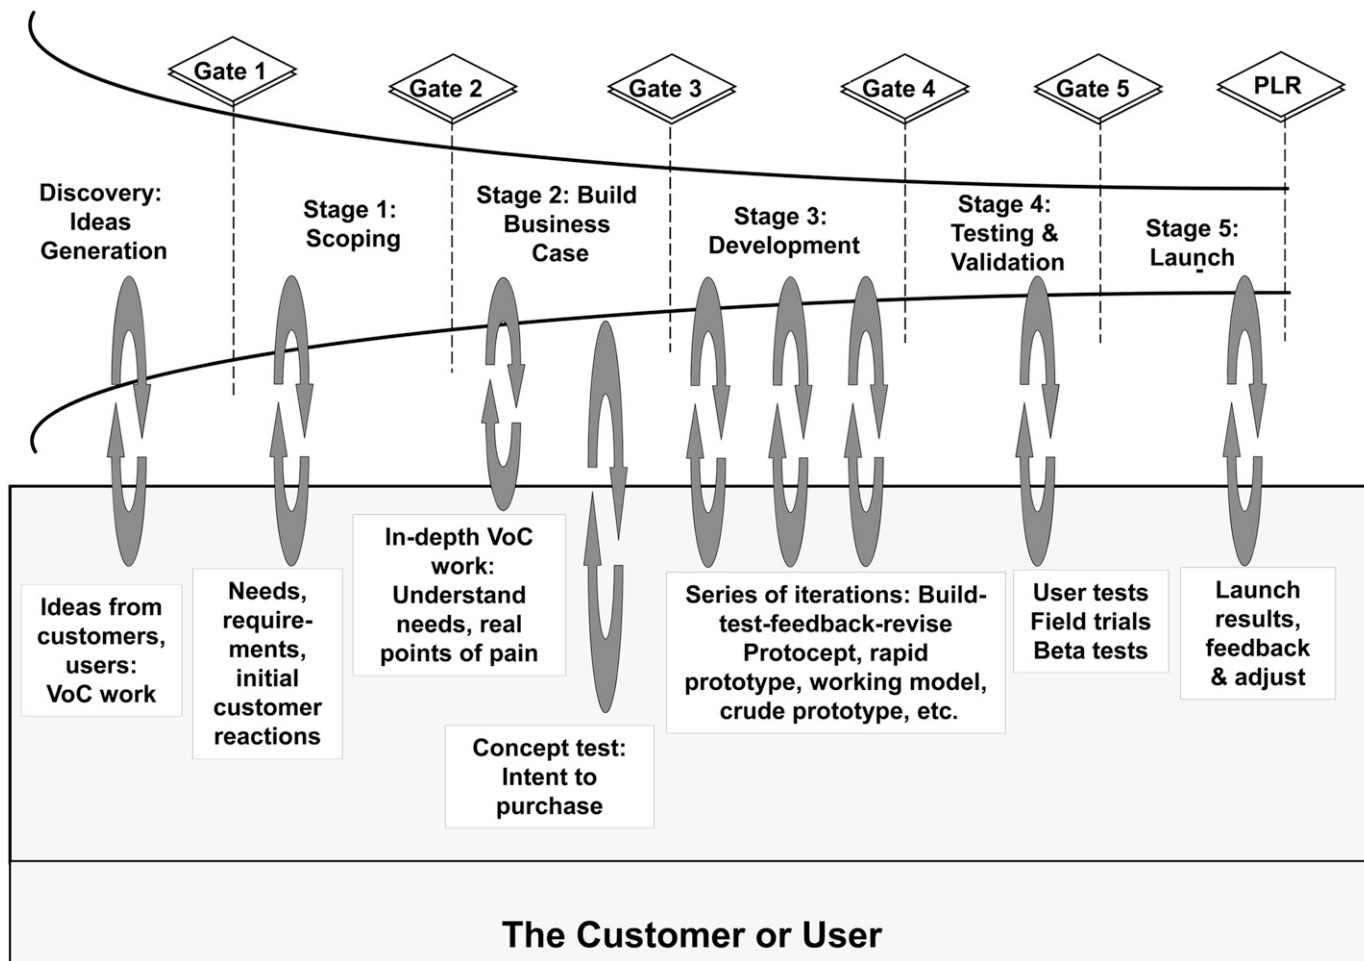 Gate 1
Gate 2
Gate 3
Gate 4
Gate 5
PLR
Discovery:
Ideas
Generation
Stage 1:
Scoping
Stage 2: Build
Business
Case
Stage 3:
Development
Stage 4:
Testing &
Validation
Stage 5:
Launch
Ideas from
customers,
users:
VoC work
Needs,
require-
ments,
initial
customer
reactions
In-depth VoC
work:
Understand
needs, real
points of pain
Concept test:
Intent to
purchase
Series of iterations: Build-
test-feedback-revise
Protocept, rapid
prototype, working model,
crude prototype, etc.
User tests
Field trials
Beta tests
Launch
results,
feedback
& adjust
The Customer or User